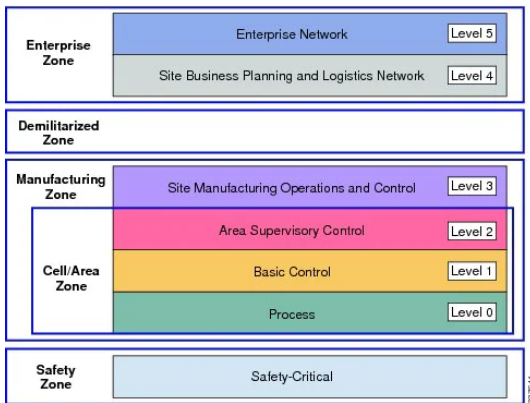 Enterprise
Zone
Enterprise Network
Level 5
Site Business Planning and Logistics Network
Level 4
Demilitarized
Zone
Manufacturing
Zone
Site Manufacturing Operations and Control
Level 3
Cell/Area
Zone
Area Supervisory Control
Level 2
Basic Control
Level 1
Process
Level 0
Safety
Zone
Safety-Critical